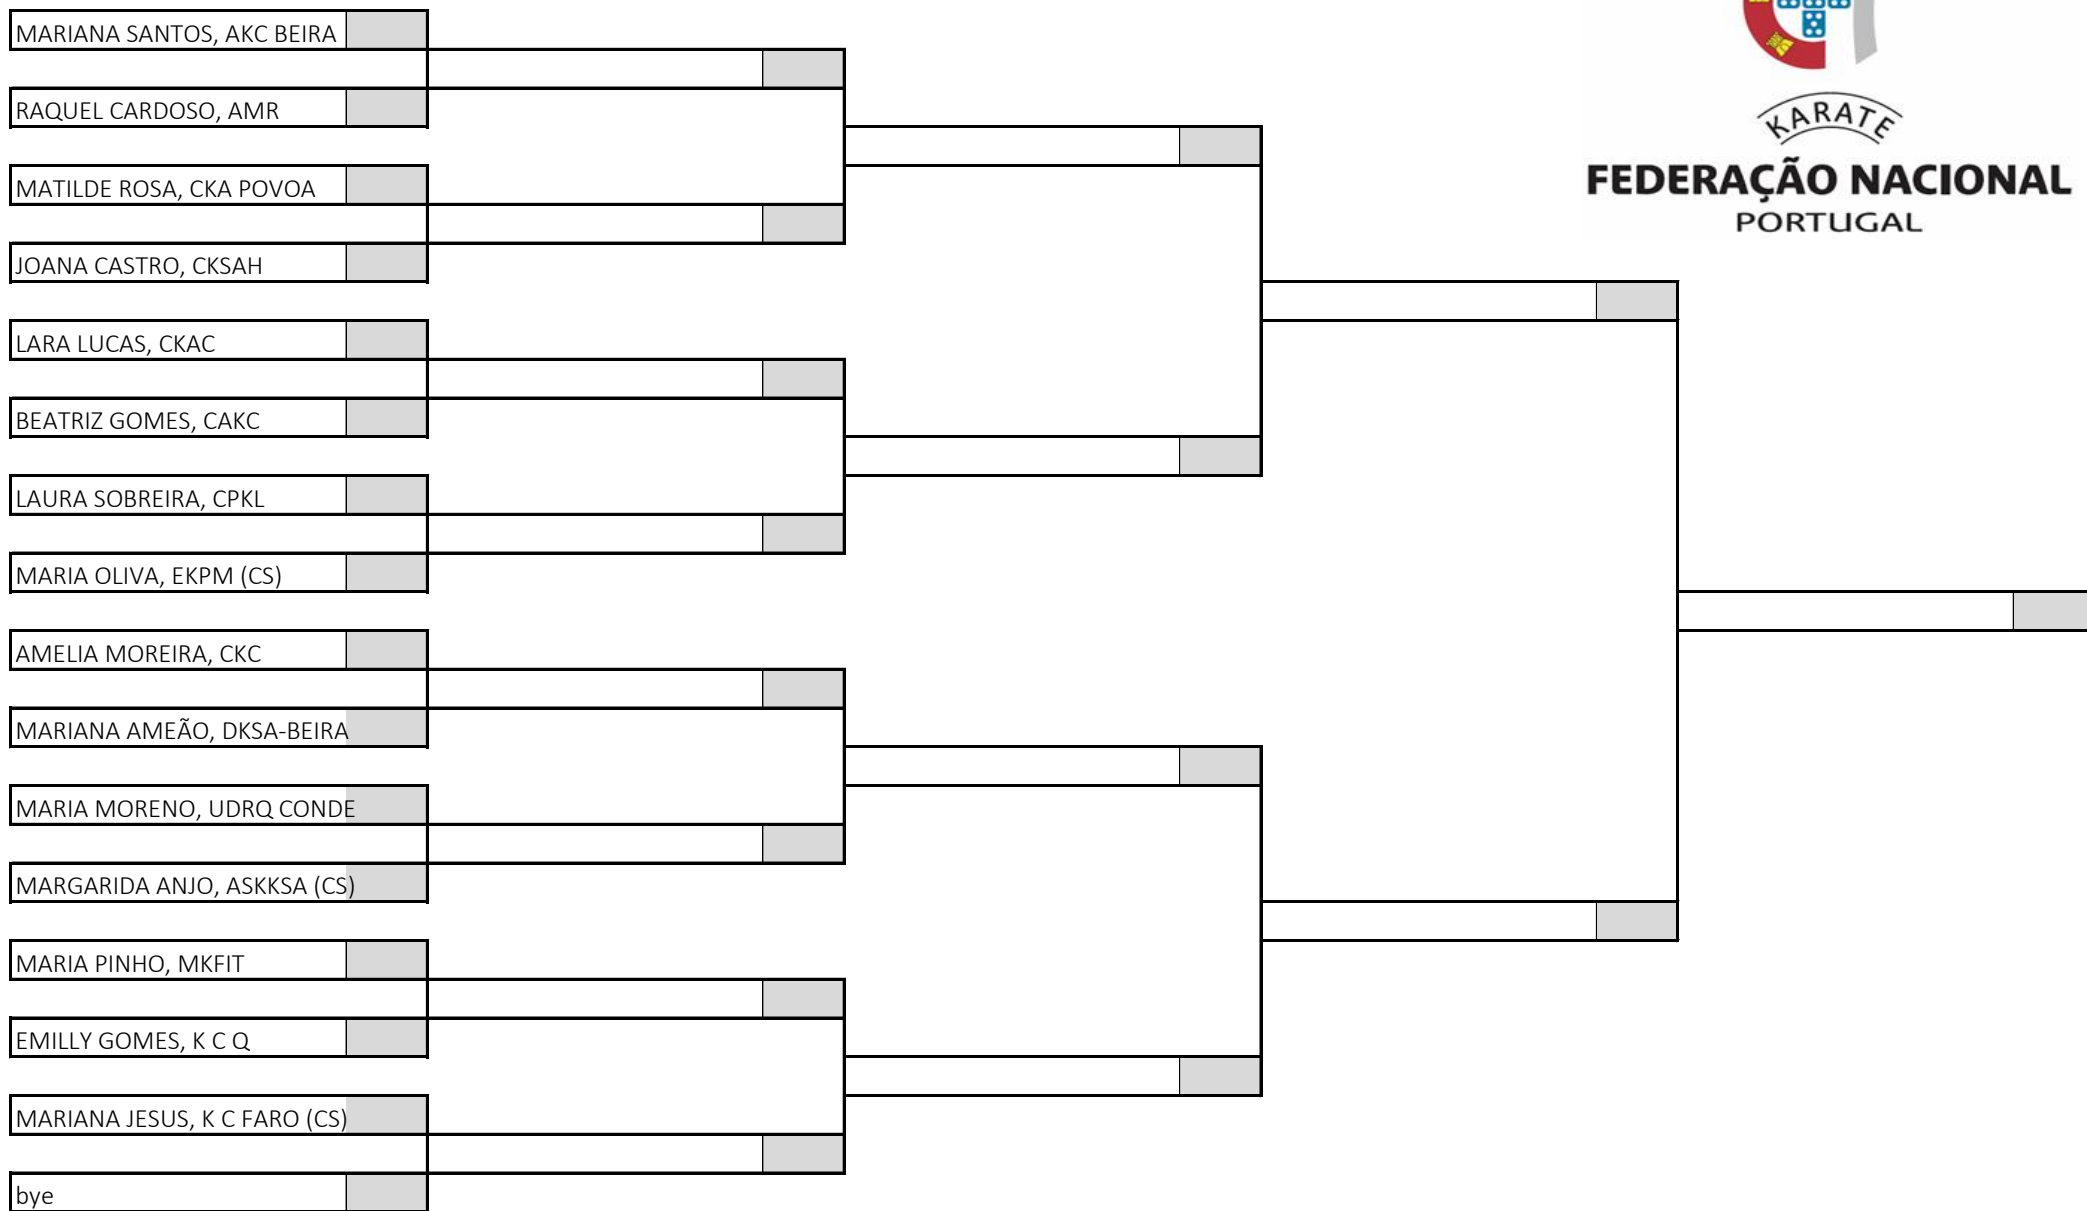 MARIANA SANTOS, AKC BEIRA
RAQUEL CARDOSO, AMR
MATILDE ROSA, CKA POVOA
JOANA CASTRO, CKSAH
LARA LUCAS, CKAC
BEATRIZ GOMES, CAKC
LAURA SOBREIRA, CPKL
MARIA OLIVA, EKPM (CS)
AMELIA MOREIRA, CKC
MARIANA AMEÃO, DKSA-BEIRA
MARIA MORENO, UDRQ CONDE
MARGARIDA ANJO, ASKKSA (CS)
MARIA PINHO, MKFIT
EMILLY GOMES, K C Q
MARIANA JESUS, K C FARO (CS)
bye
KARATE
FEDERAÇÃO NACIONAL
PORTUGAL